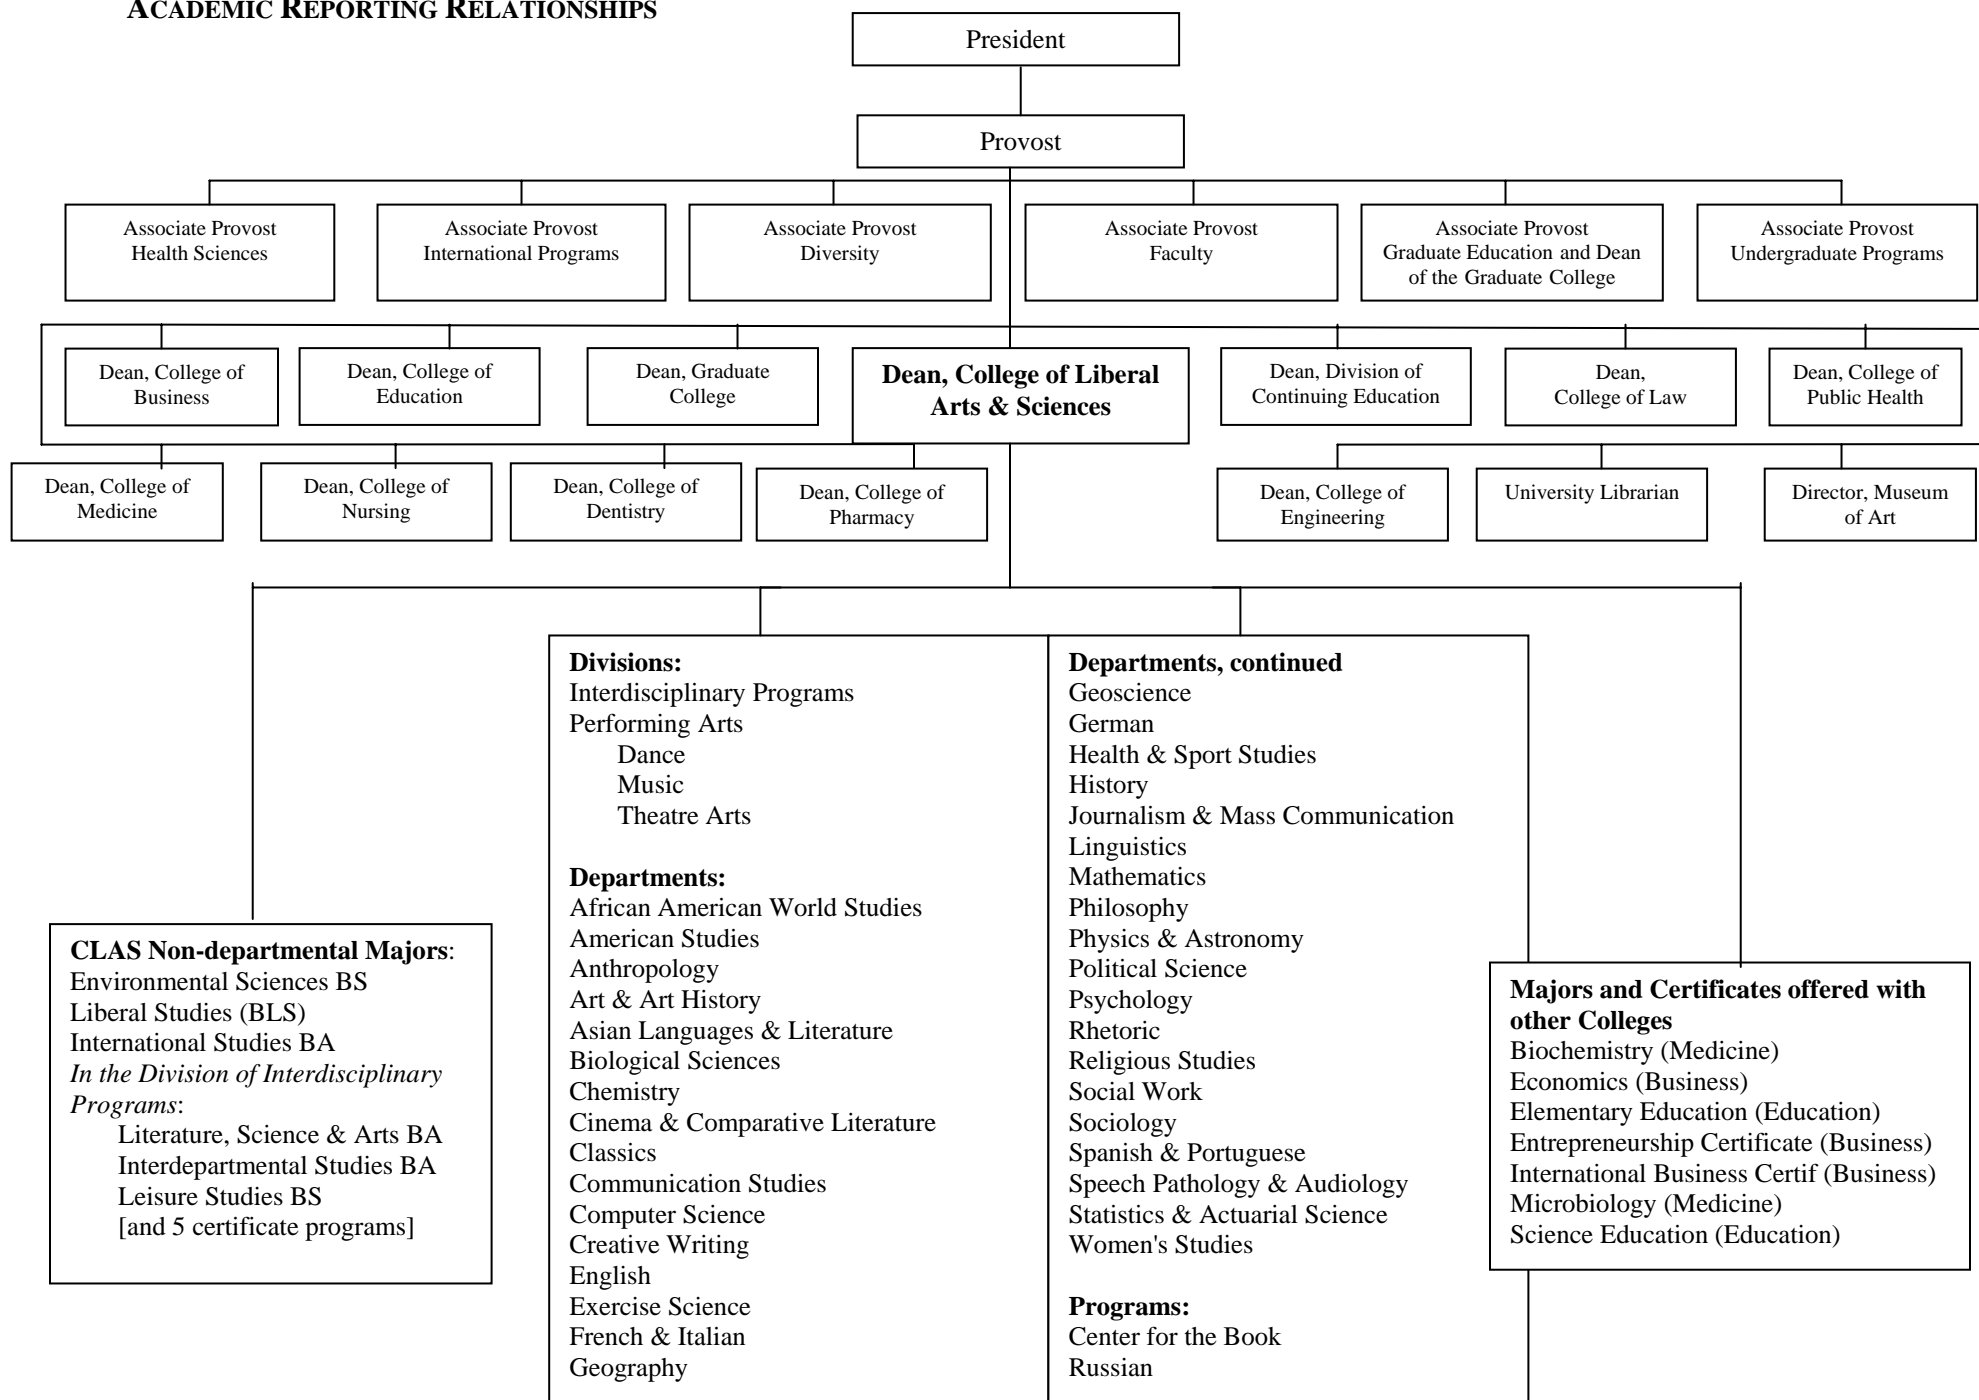 ACADEMIC REPORTING RELATIONSHIPS
President
Provost
Associate Provost
Health Sciences
Associate Provost
International Programs
Associate Provost
Diversity
Associate Provost
Faculty
Associate Provost
Graduate Education and Dean
of the Graduate College
Associate Provost
Undergraduate Programs
Dean, College of
Business
Dean, College of
Education
Dean, Graduate
College
Dean, College of Liberal
Arts & Sciences
Dean, Division of
Continuing Education
Dean,
College of Law
Dean, College of
Public Health
Dean, College of
Medicine
Dean, College of
Nursing
Dean, College of
Dentistry
Dean, College of
Pharmacy
Dean, College of
Engineering
University Librarian
Director, Museum
of Art
CLAS Non-departmental Majors:
Environmental Sciences BS
Liberal Studies (BLS)
International Studies BA
In the Division of Interdisciplinary
Programs:
Literature, Science & Arts BA
Interdepartmental Studies BA
Leisure Studies BS
[and 5 certificate programs]
Divisions:
Interdisciplinary Programs
Performing Arts
Dance
Music
Theatre Arts
Departments:
African American World Studies
American Studies
Anthropology
Art & Art History
Asian Languages & Literature
Biological Sciences
Chemistry
Cinema & Comparative Literature
Classics
Communication Studies
Computer Science
Creative Writing
English
Exercise Science
French & Italian
Geography
Departments, continued
Geoscience
German
Health & Sport Studies
History
Journalism & Mass Communication
Linguistics
Mathematics
Philosophy
Physics & Astronomy
Political Science
Psychology
Rhetoric
Religious Studies
Social Work
Sociology
Spanish & Portuguese
Speech Pathology & Audiology
Statistics & Actuarial Science
Women's Studies
Programs:
Center for the Book
Russian
Majors and Certificates offered with
other Colleges
Biochemistry (Medicine)
Economics (Business)
Elementary Education (Education)
Entrepreneurship Certificate (Business)
International Business Certif (Business)
Microbiology (Medicine)
Science Education (Education)